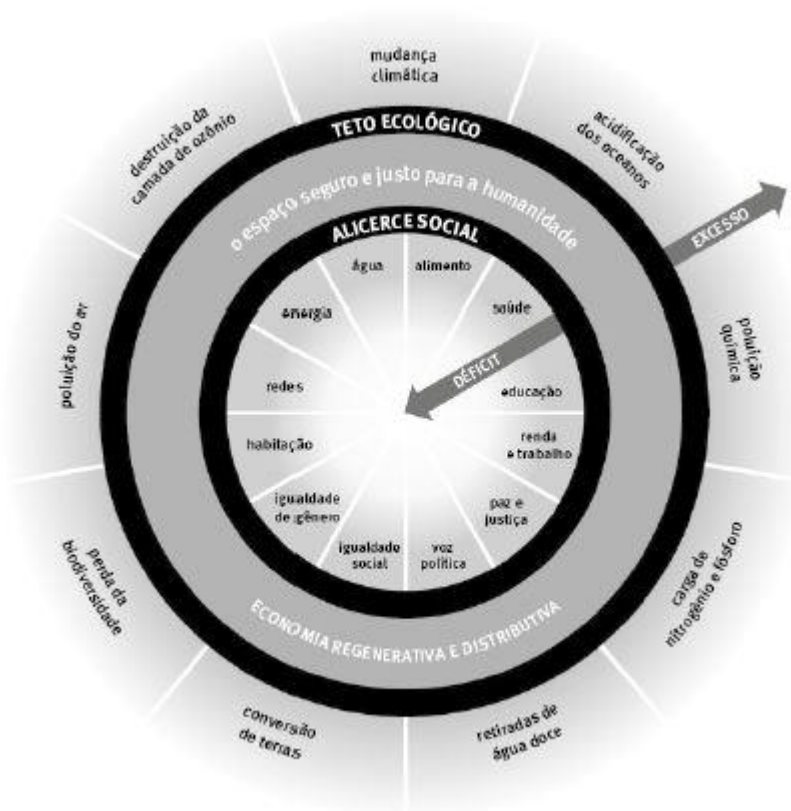 mudança
climática
acidificação
dos oceanos
poluição
química
carga de
nitrogênio e fósforo
retiradas de
água doce
conversão
de terras
perda da
biodiversidade
poluição do ar
destruição da
camada de ozônio
TETO ECOLÓGICO
o espaço seguro e justo para a humanidade
ALICERCE SOCIAL
EXCESSO
DÉFICIT
água
alimento
saúde
educação
renda
e trabalho
paz e
justiça
voz
política
igualdade
social
igualdade
de gênero
habitação
redes
energia
ECONOMIA REGENERATIVA E DISTRIBUTIVA